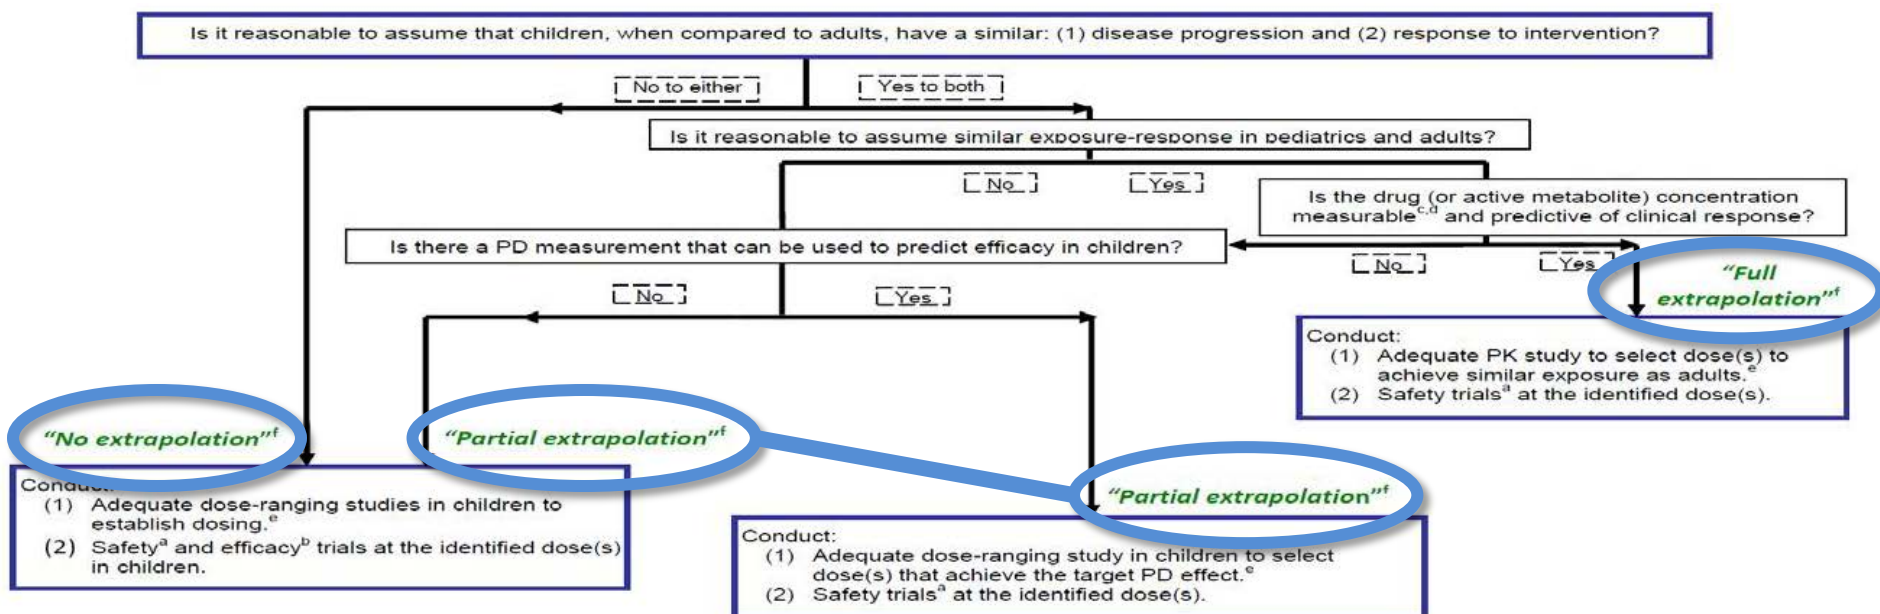 Is it reasonable to assume that children, when compared to adults, have a similar: (1) disease progression and (2) response to intervention?
No to either
Yes to both
Is it reasonable to assume similar exposure-response in pediatrics and adults?
No
Yes
Is the drug (or active metabolite) concentration
measurable^c,d and predictive of clinical response?
Is there a PD measurement that can be used to predict efficacy in children?
No
Yes
No
Yes
"Full
extrapolation"^f
Conduct:
(1) Adequate PK study to select dose(s) to
achieve similar exposure as adults.^e
(2) Safety trials^a at the identified dose(s).
"No extrapolation"^f
"Partial extrapolation"^f
Conduct:
(1) Adequate dose-ranging studies in children to
establish dosing.^e
(2) Safety^a and efficacy^b trials at the identified dose(s)
in children.
"Partial extrapolation"^f
Conduct:
(1) Adequate dose-ranging study in children to select
dose(s) that achieve the target PD effect.^e
(2) Safety trials^a at the identified dose(s).